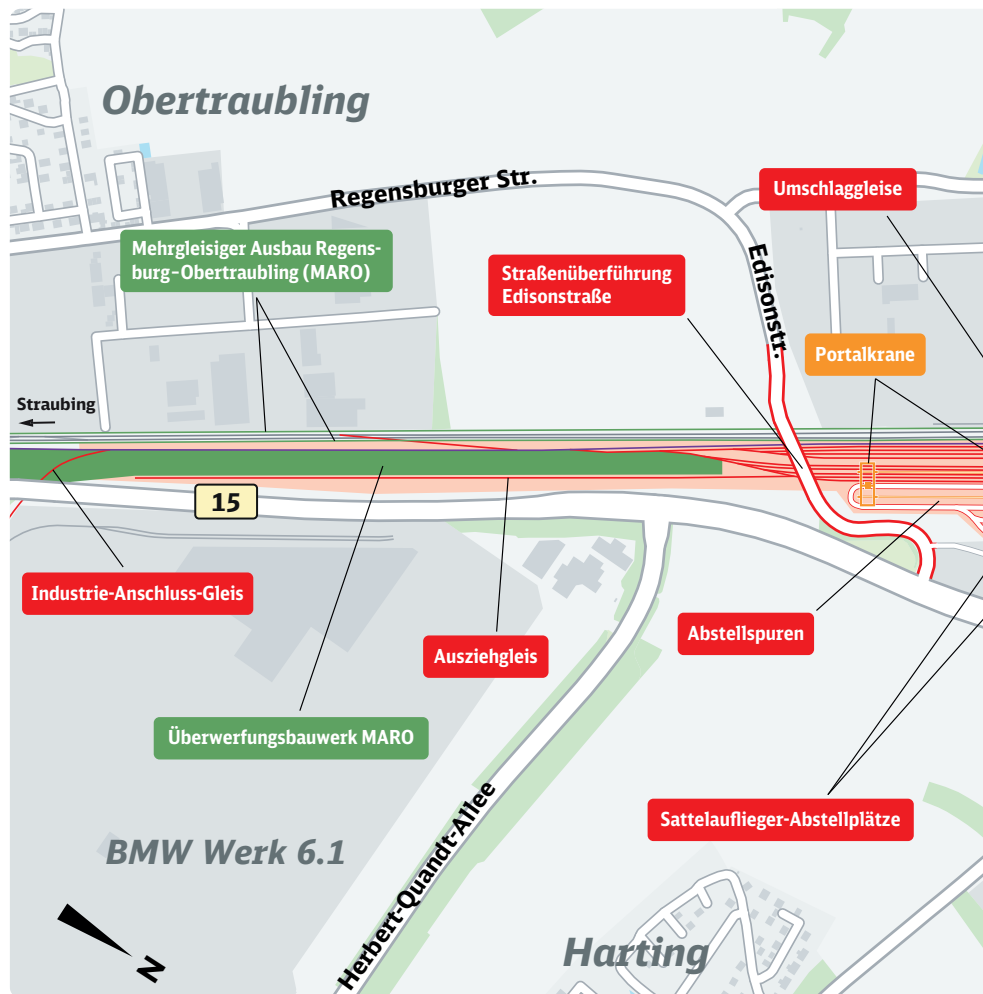 Obertraubling
Regensburger Str.
Umschlaggleise
Mehrgleisiger Ausbau Regens-
burg–Obertraubling (MARO)
Straßenüberführung
Edisonstraße
Edisonstr.
Portalkrane
Straubing
15
Industrie-Anschluss-Gleis
Ausziehgleis
Abstellspuren
Überwerfungsbauwerk MARO
Sattelauflieger-Abstellplätze
BMW Werk 6.1
Herbert-Quandt-Allee
Harting
N